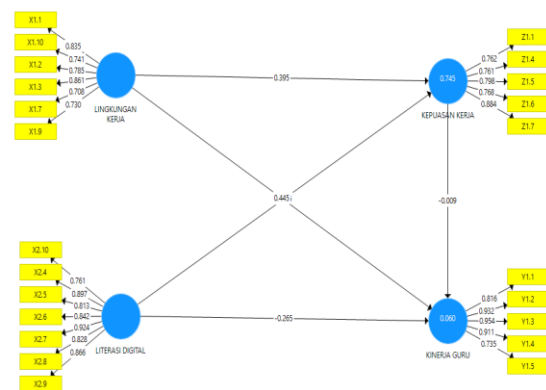 X1.1
X1.10
X1.2
X1.3
X1.7
X1.9
0.835
0.741
0.785
0.861
0.708
0.730
LINGKUNGAN
KERJA
0.395
0.745
KEPUASAN KERJA
0.762
0.761
0.798
0.768
0.884
Z1.1
Z1.4
Z1.5
Z1.6
Z1.7
0.445
-0.009
X2.10
X2.4
X2.5
X2.6
X2.7
X2.8
X2.9
0.761
0.897
0.813
0.842
0.924
0.828
0.866
LITERASI DIGITAL
-0.265
0.060
KINERJA GURU
0.816
0.932
0.954
0.911
0.735
Y1.1
Y1.2
Y1.3
Y1.4
Y1.5